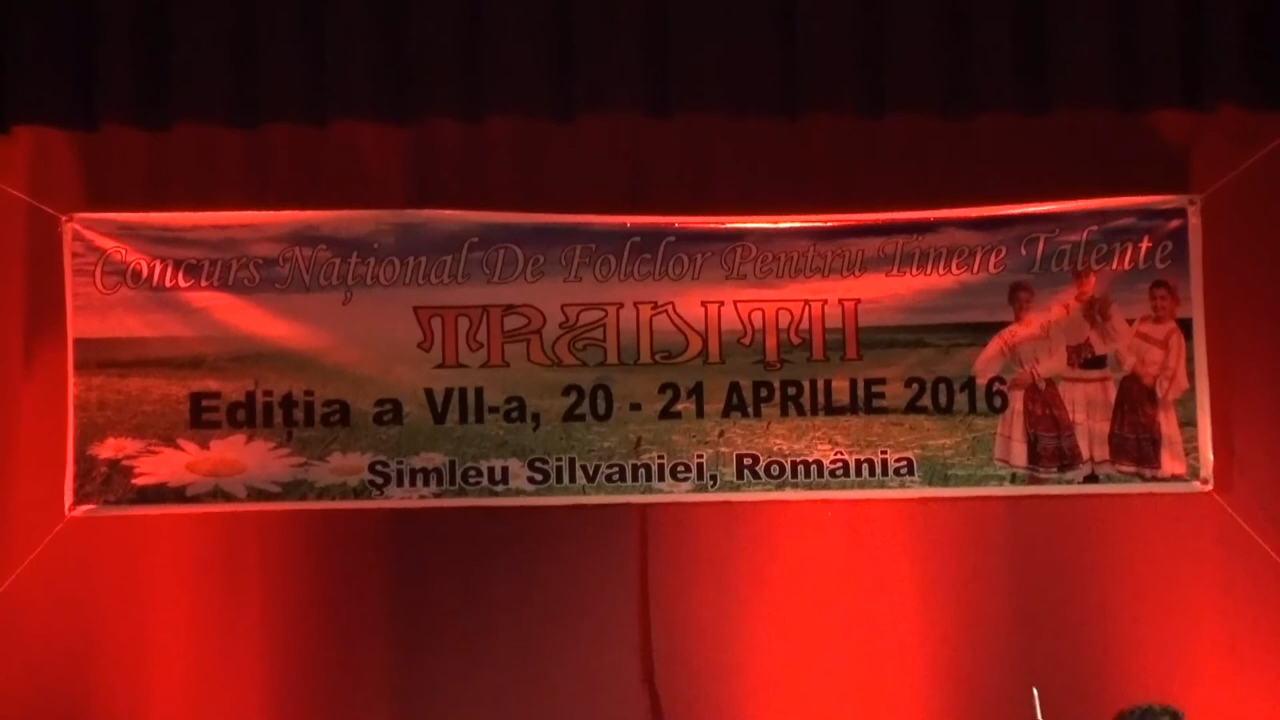 Concurs Național De Folclor Pentru Tinere Talente
TRADIȚII
Ediția a VII-a, 20 - 21 APRILIE 2016
Şimleu Silvaniei, România